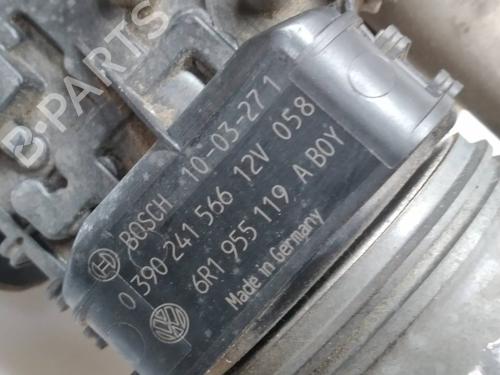 BOSCH 10-03-27 1
0 390 241 566 12V 058
6R1 955 119 A BOY
Made in Germany
B-PARTS